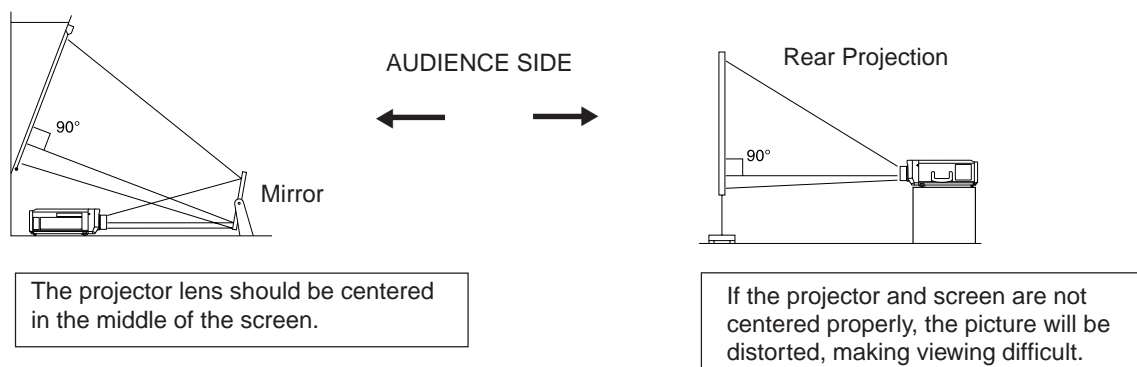 90°
Mirror
AUDIENCE SIDE
Rear Projection
90°
The projector lens should be centered
in the middle of the screen.
If the projector and screen are not
centered properly, the picture will be
distorted, making viewing difficult.